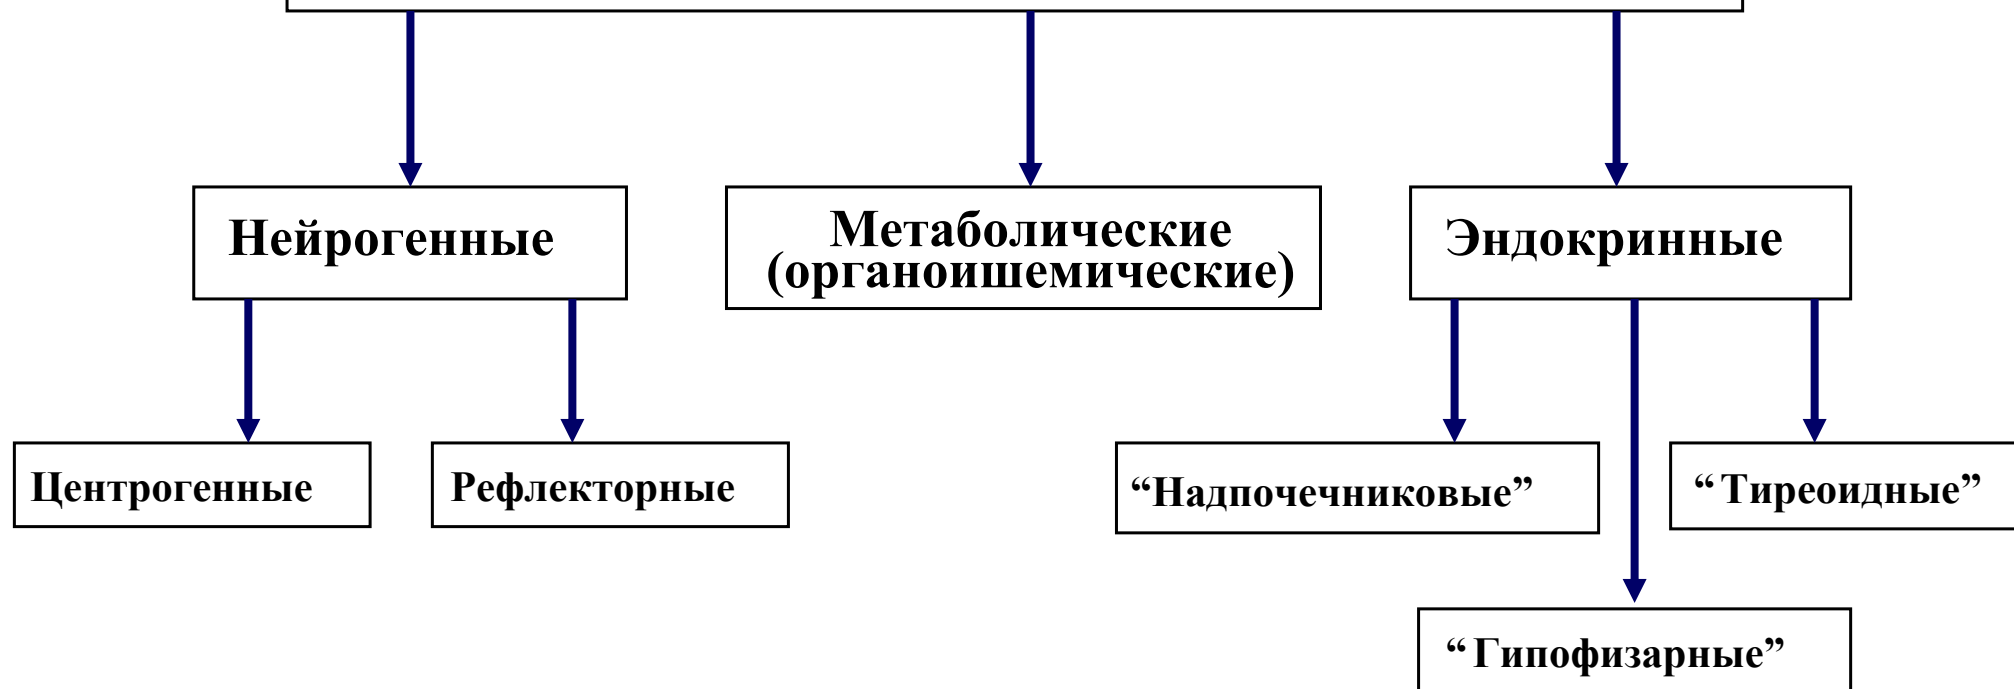 Нейрогенные
Метаболические
(органоишемические)
Эндокринные
Центрогенные
Рефлекторные
“Надпочечниковые”
“Тиреоидные”
“Гипофизарные”